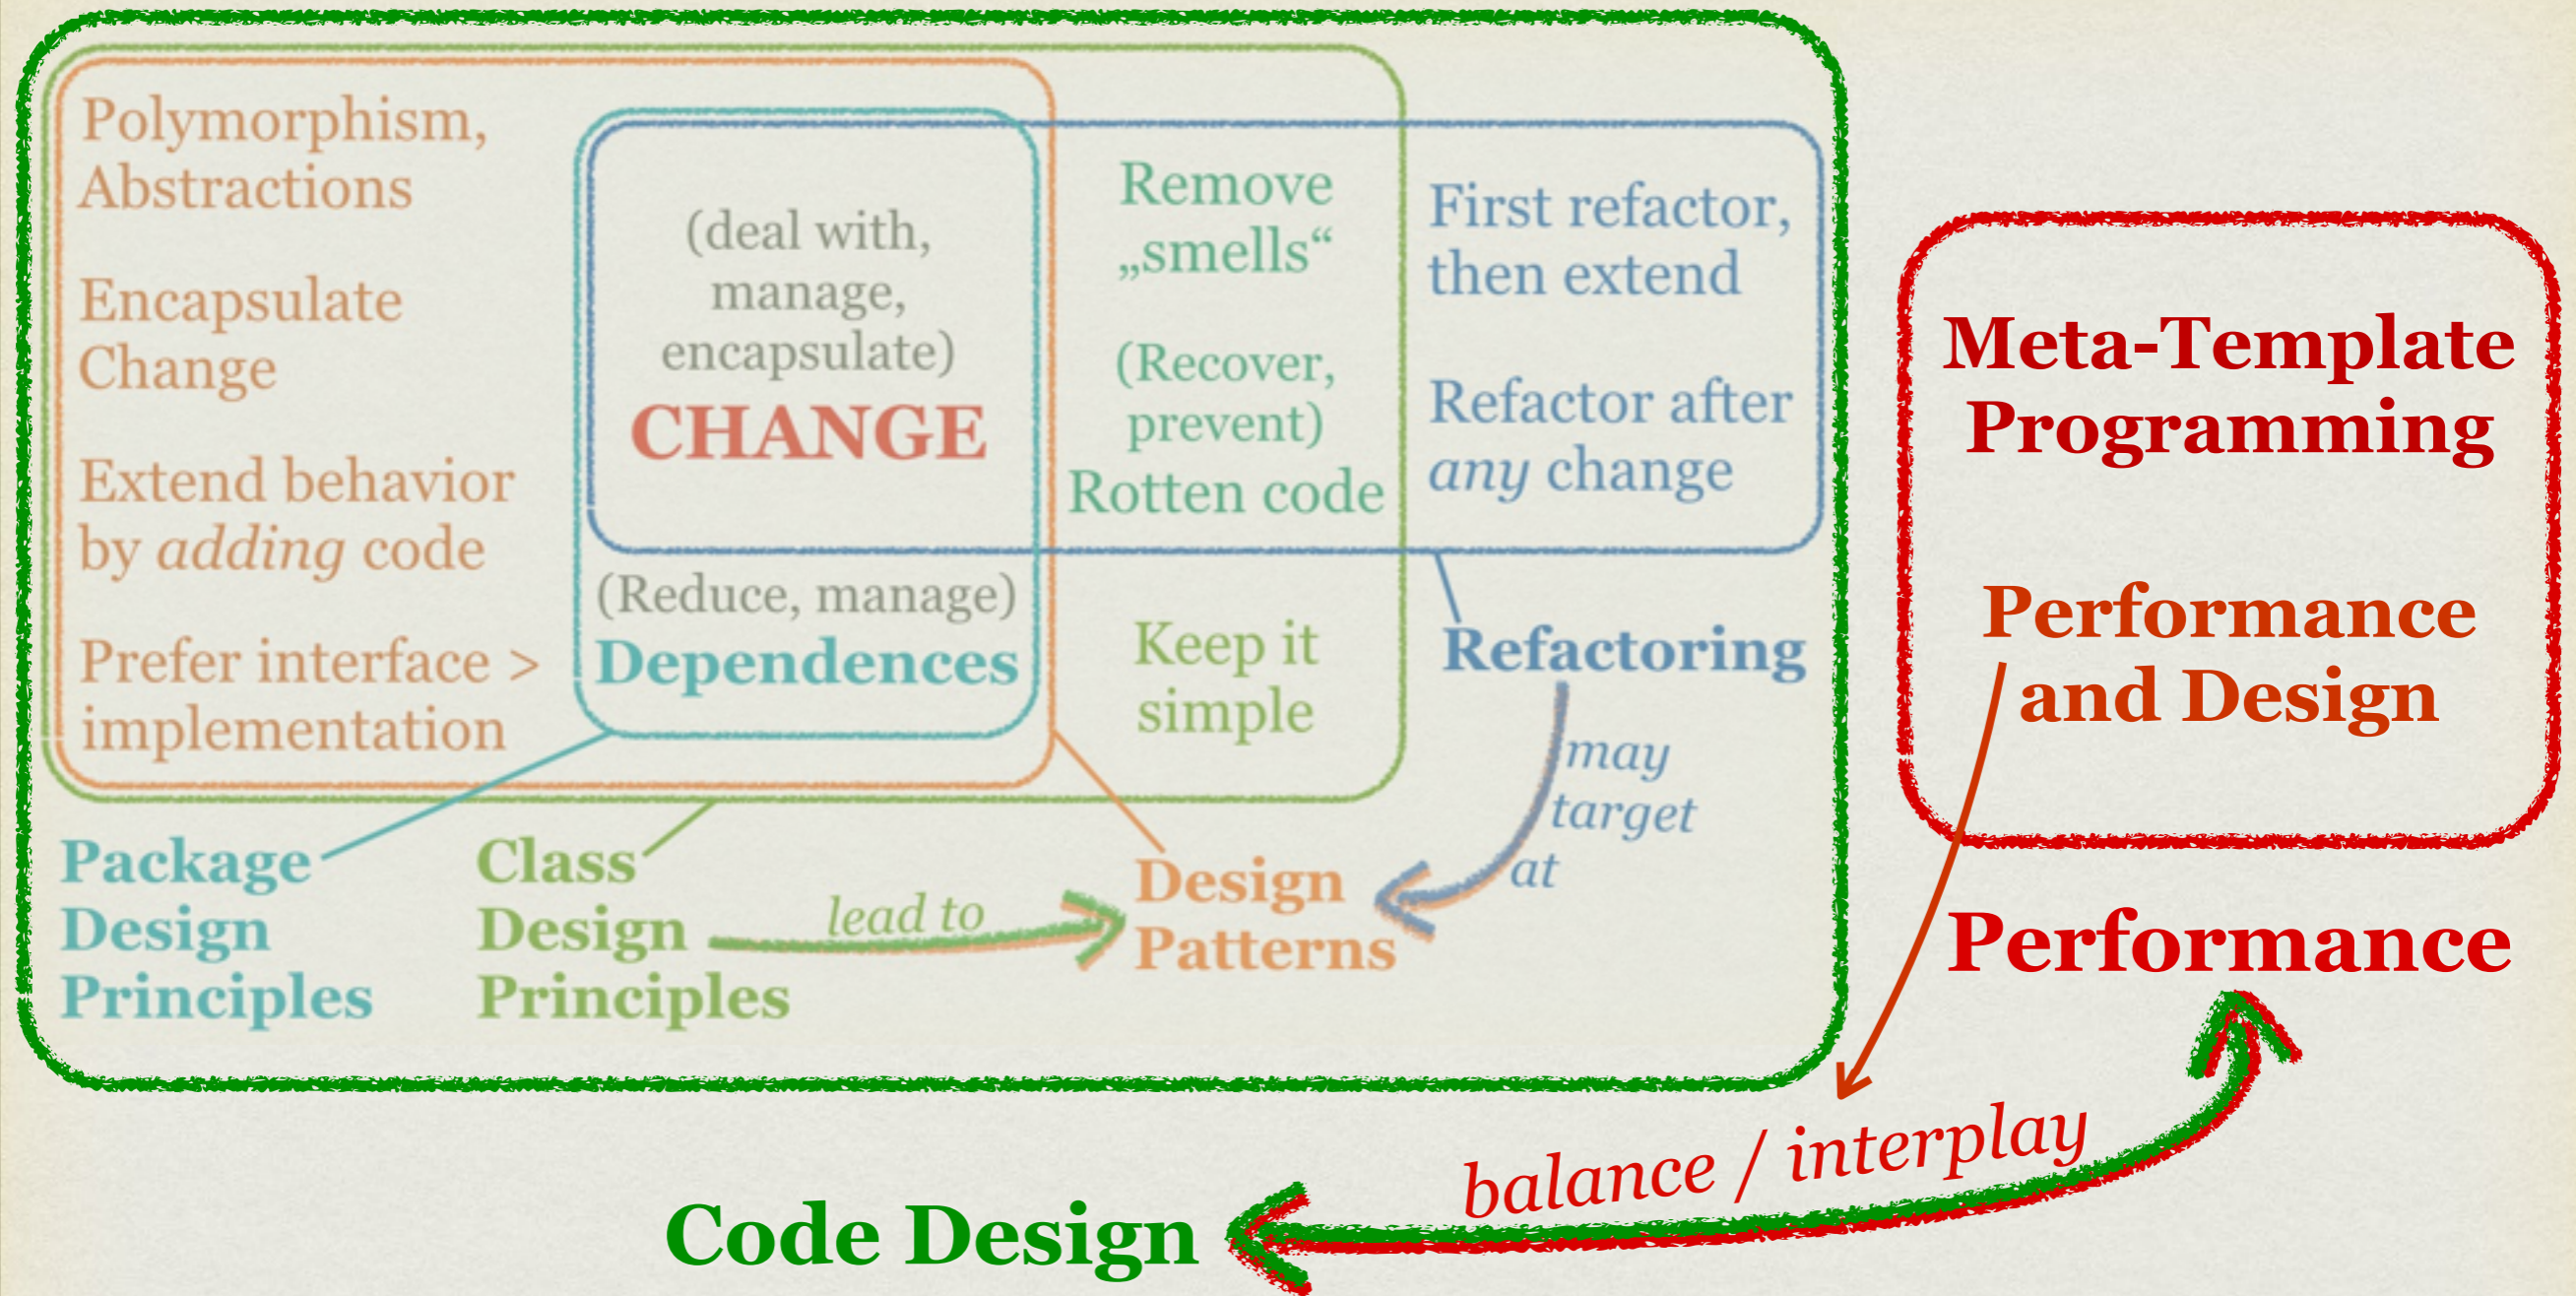 Polymorphism,
Abstractions
Encapsulate
Change
Extend behavior
by adding code
Prefer interface >
implementation
(deal with,
manage,
encapsulate)
CHANGE
(Reduce, manage)
Dependences
Remove
„smells“
(Recover,
prevent)
Rotten code
Keep it
simple
First refactor,
then extend
Refactor after
any change
Refactoring
may
target
at
Package
Design
Principles
Class
Design
Principles
lead to
Design
Patterns
Meta-Template
Programming
Performance
and Design
Performance
balance / interplay
Code Design